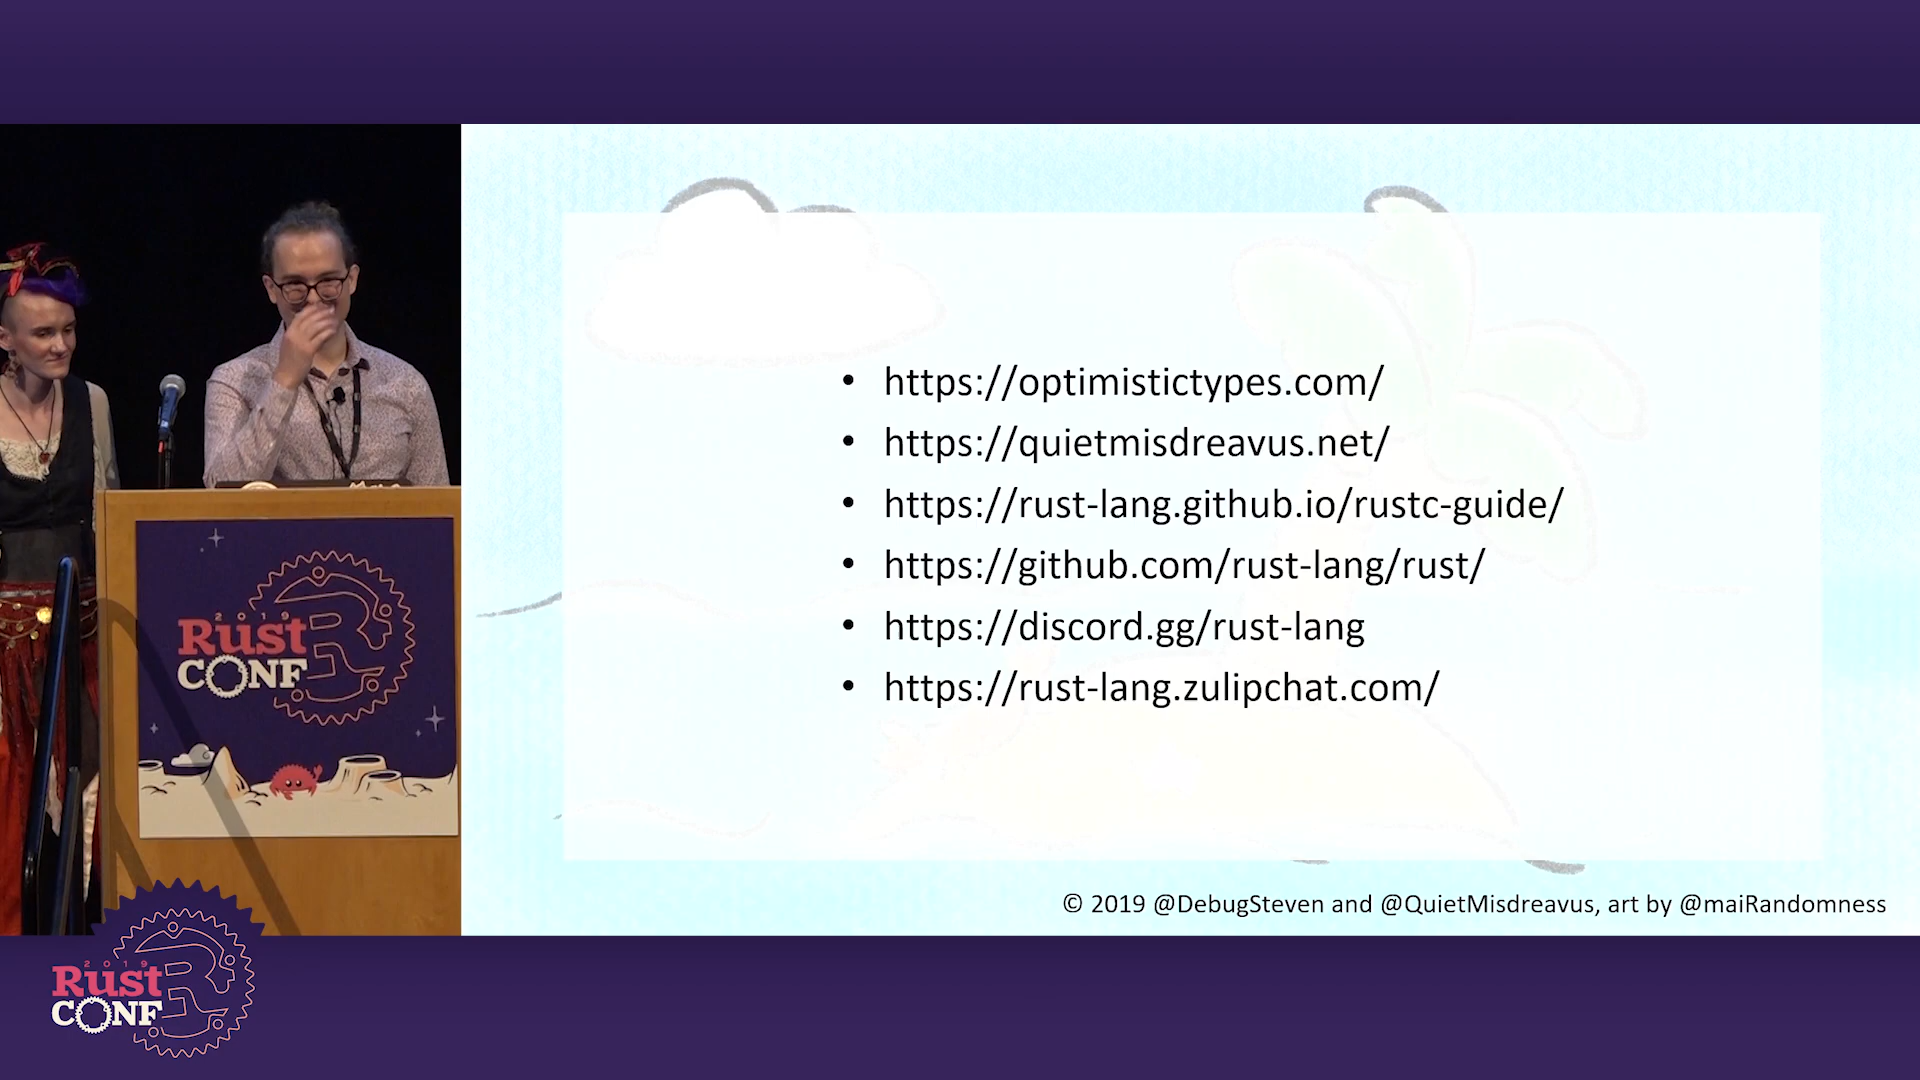 • https://optimistictypes.com/
• https://quietmisdreavus.net/
• https://rust-lang.github.io/rustc-guide/
• https://github.com/rust-lang/rust/
• https://discord.gg/rust-lang
• https://rust-lang.zulipchat.com/
© 2019 @DebugSteven and @QuietMisdreavus, art by @maiRandomness
2019
Rust
CONF
R
2019
Rust
CONF
R